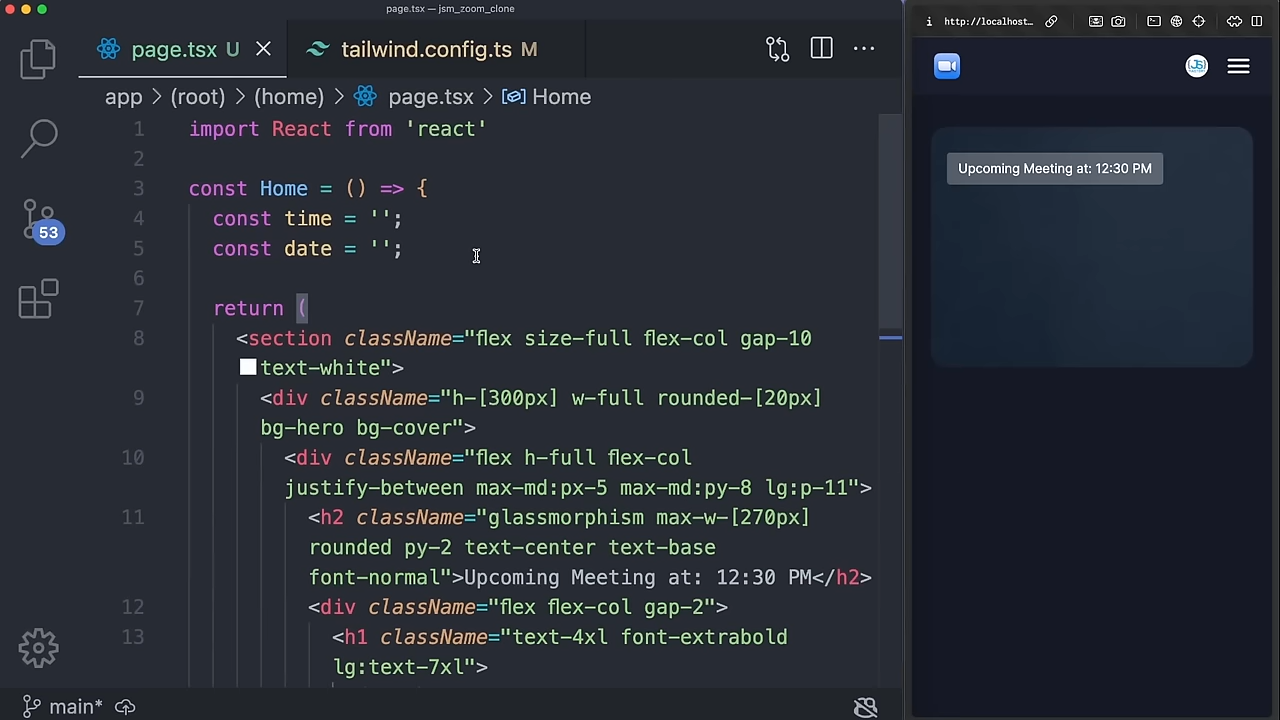 page.tsx — jsm_zoom_clone
page.tsx U
tailwind.config.ts M
app > (root) > (home) > page.tsx > Home
1 import React from 'react'
2
3 const Home = () => {
4 const time = '';
5 const date = '';
6
7 return (
8 <section className="flex size-full flex-col gap-10
text-white">
9 <div className="h-[300px] w-full rounded-[20px]
bg-hero bg-cover">
10 <div className="flex h-full flex-col
justify-between max-md:px-5 max-md:py-8 lg:p-11">
11 <h2 className="glassmorphism max-w-[270px]
rounded py-2 text-center text-base
font-normal">Upcoming Meeting at: 12:30 PM</h2>
12 <div className="flex flex-col gap-2">
13 <h1 className="text-4xl font-extrabold
lg:text-7xl">
53
main*
http://localhost…
JS
Upcoming Meeting at: 12:30 PM